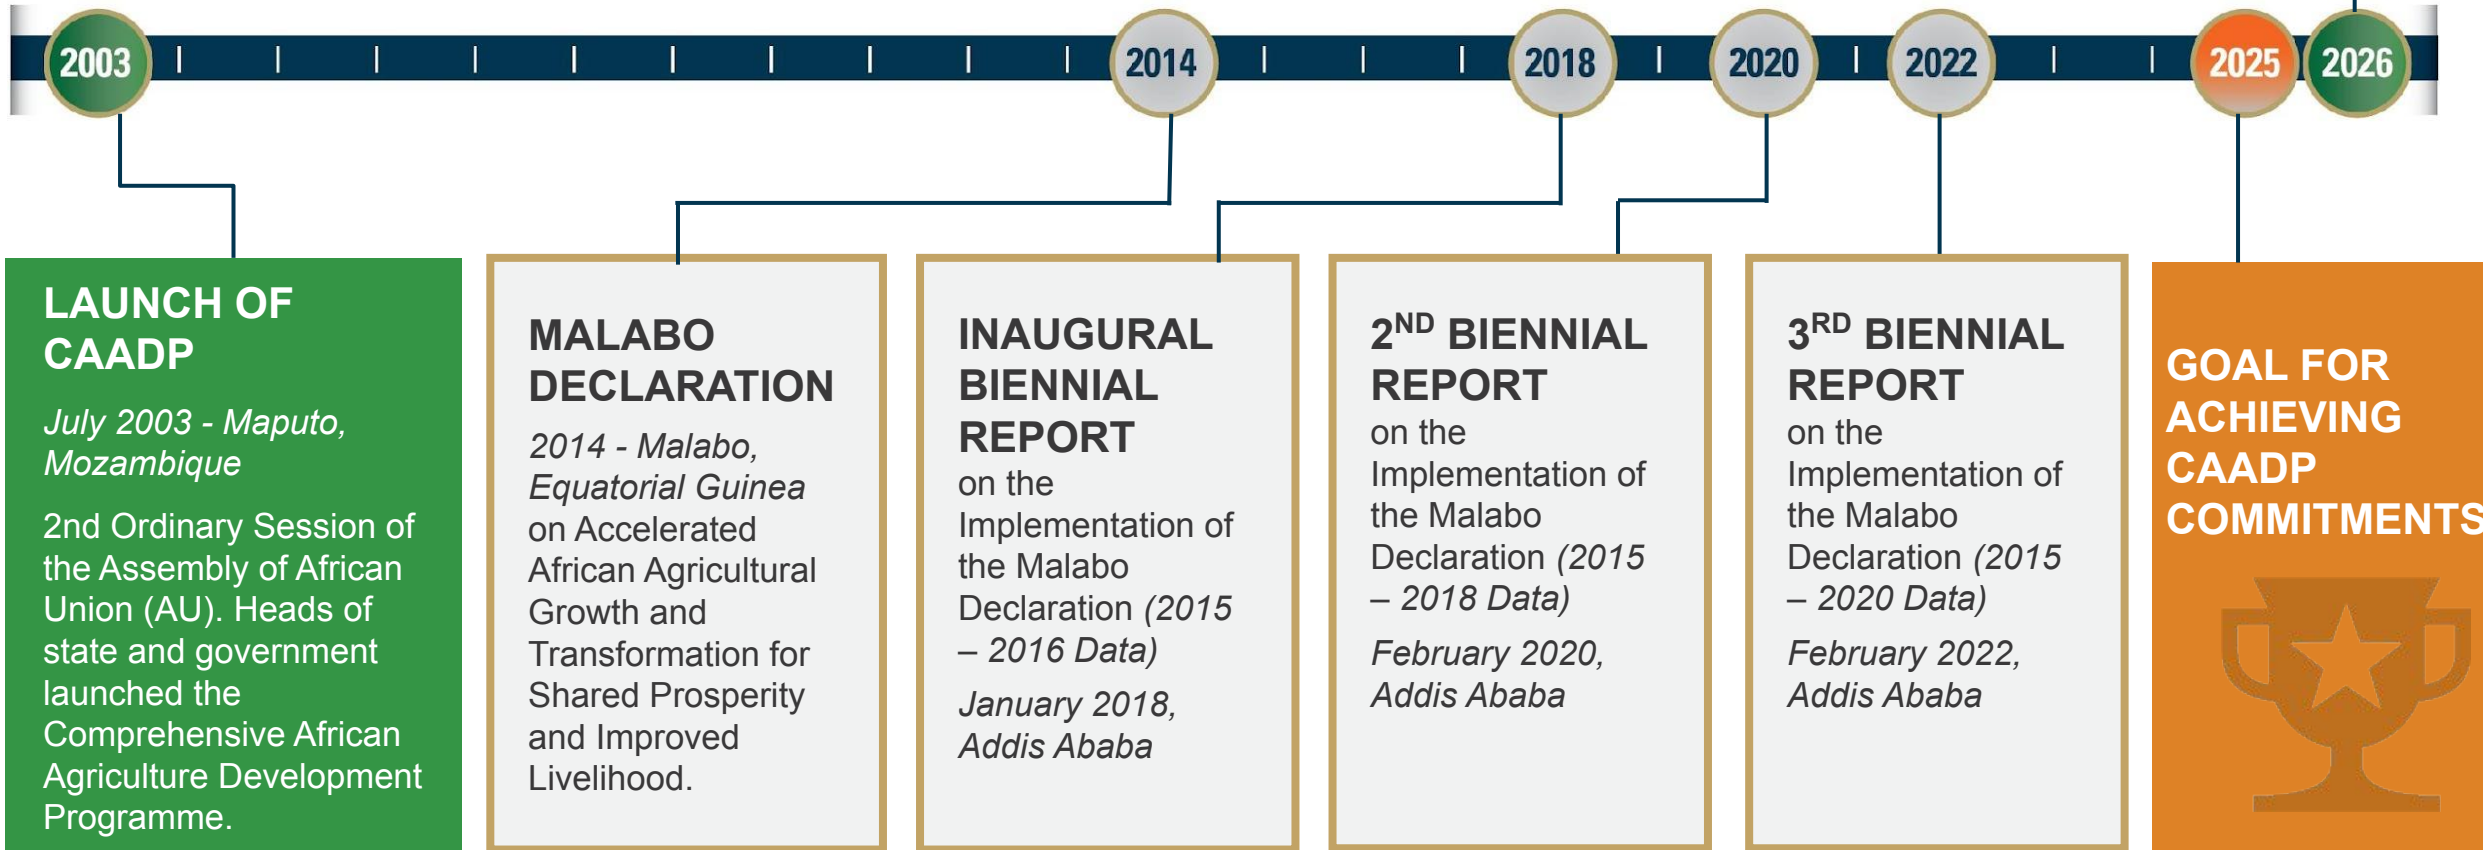 2003
2014
2018
2020
2022
2025
2026
LAUNCH OF
CAADP
July 2003 - Maputo,
Mozambique
2nd Ordinary Session of
the Assembly of African
Union (AU). Heads of
state and government
launched the
Comprehensive African
Agriculture Development
Programme.
MALABO
DECLARATION
2014 - Malabo,
Equatorial Guinea
on Accelerated
African Agricultural
Growth and
Transformation for
Shared Prosperity
and Improved
Livelihood.
INAUGURAL
BIENNIAL
REPORT
on the
Implementation of
the Malabo
Declaration (2015
– 2016 Data)
January 2018,
Addis Ababa
2ND BIENNIAL
REPORT
on the
Implementation of
the Malabo
Declaration (2015
– 2018 Data)
February 2020,
Addis Ababa
3RD BIENNIAL
REPORT
on the
Implementation of
the Malabo
Declaration (2015
– 2020 Data)
February 2022,
Addis Ababa
GOAL FOR
ACHIEVING
CAADP
COMMITMENTS